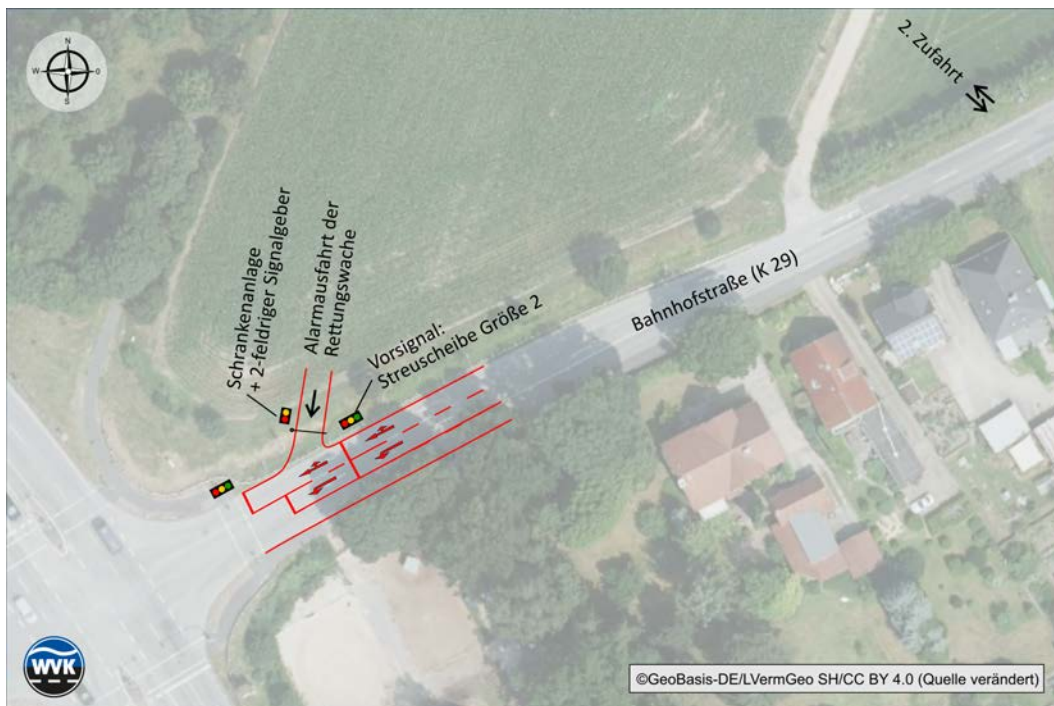 N
W
O
S
2. Zufahrt
Schrankenanlage
+ 2-feldriger Signalgeber
Alarmausfahrt der
Rettungswache
Vorsignal:
Streuscheibe Größe 2
Bahnhofstraße (K 29)
WVK
©GeoBasis-DE/LVermGeo SH/CC BY 4.0 (Quelle verändert)